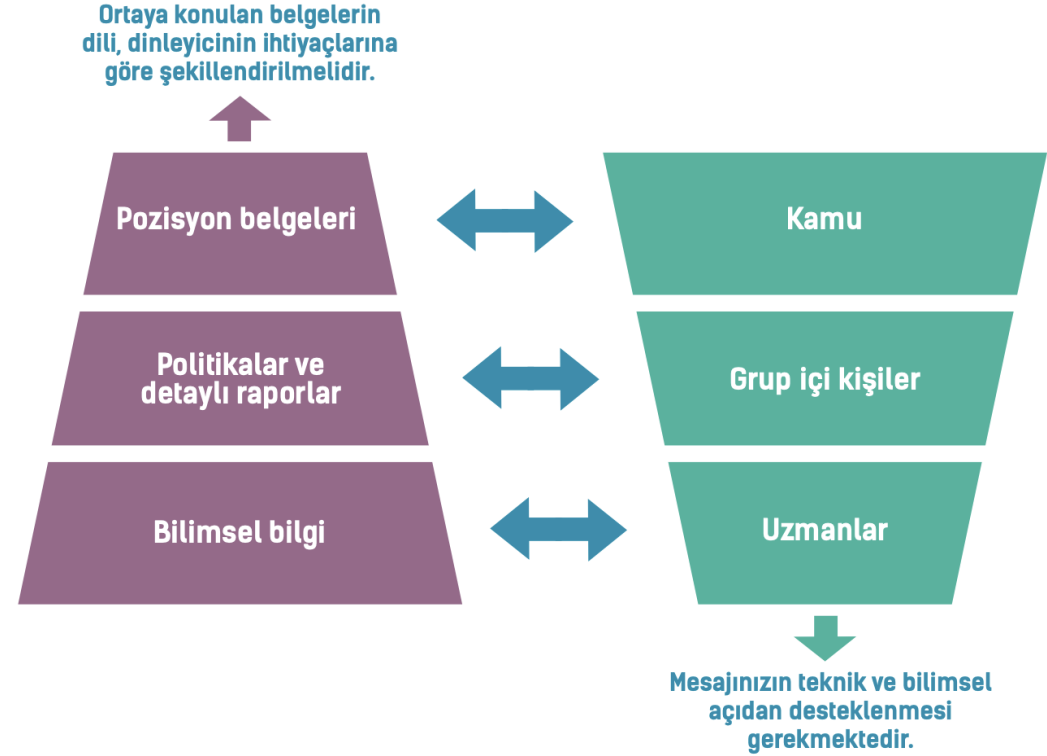 Ortaya konulan belgelerin
dili, dinleyicinin ihtiyaçlarına
göre şekillendirilmelidir.
Pozisyon belgeleri
Kamu
Politikalar ve
detaylı raporlar
Grup içi kişiler
Bilimsel bilgi
Uzmanlar
Mesajınızın teknik ve bilimsel
açıdan desteklenmesi
gerekmektedir.